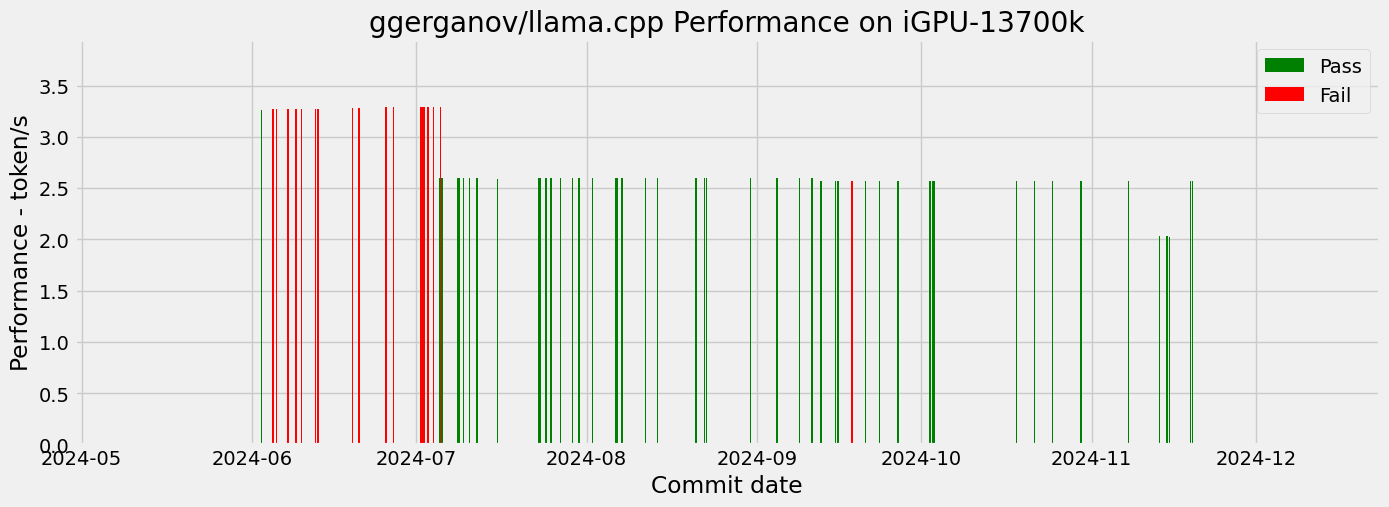 ggerganov/llama.cpp Performance on iGPU-13700k
Pass
Fail
Performance - token/s
3.5
3.0
2.5
2.0
1.5
1.0
0.5
0.0
2024-05 2024-06 2024-07 2024-08 2024-09 2024-10 2024-11 2024-12
Commit date